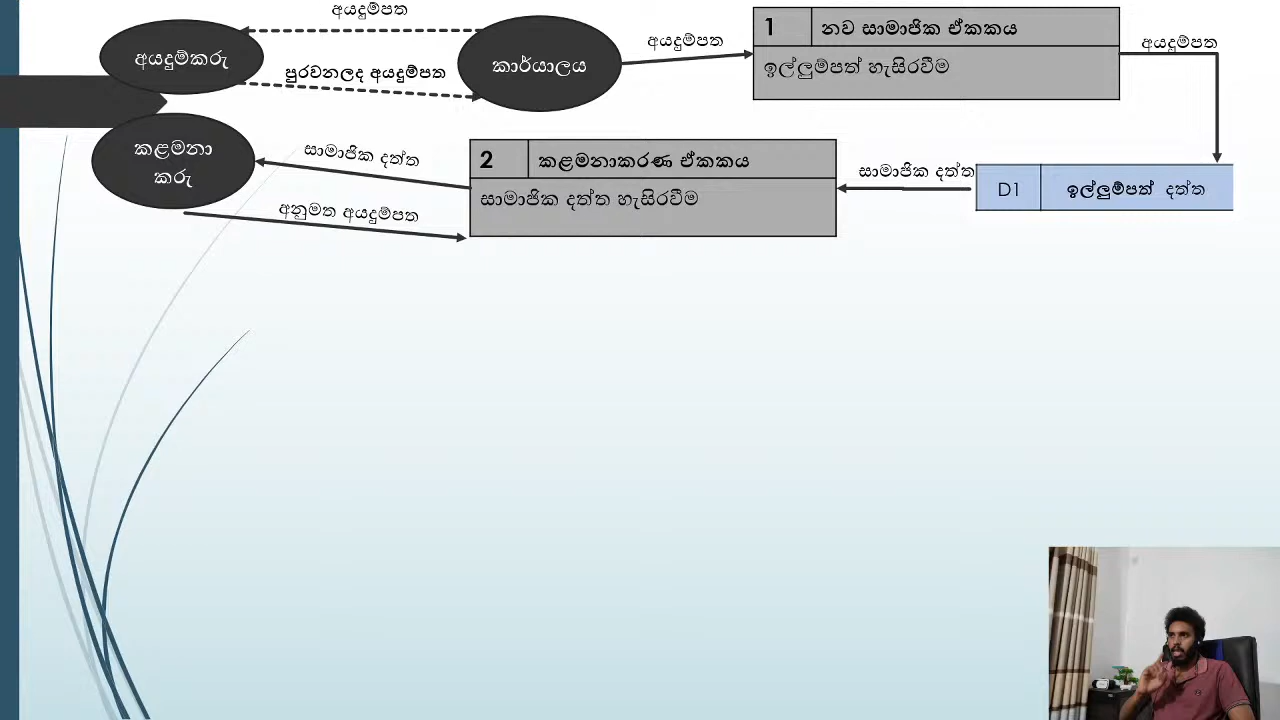 අයදුම්පත
අයදුම්කරු
පුරවනලද අයදුම්පත
කාර්යාලය
අයදුම්පත
1 නව සාමාජික ඒකකය
ඉල්ලුම්පත් හැසිරවීම
අයදුම්පත
කළමනා
කරු
සාමාජික දත්ත
අනුමත අයදුම්පත
2 කළමනාකරණ ඒකකය
සාමාජික දත්ත හැසිරවීම
සාමාජික දත්ත
D1 ඉල්ලුම්පත් දත්ත